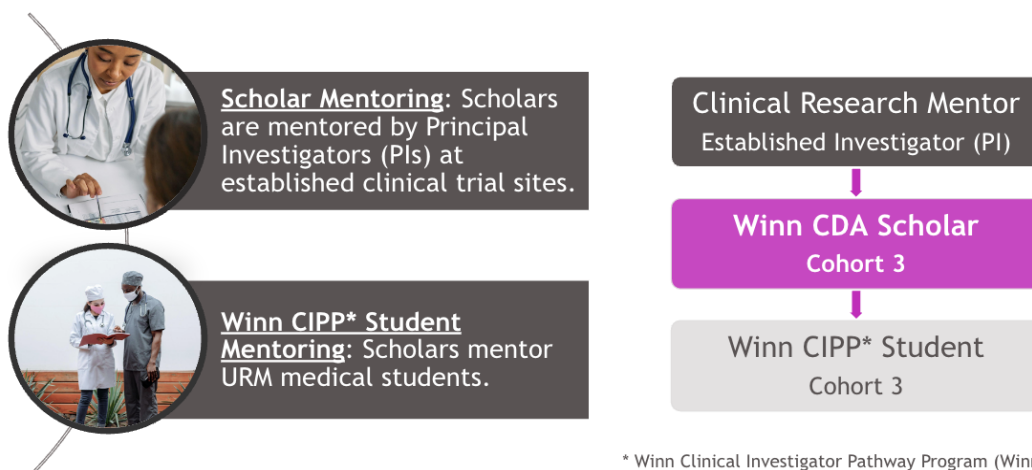 Scholar Mentoring: Scholars
are mentored by Principal
Investigators (PIs) at
established clinical trial sites.
Winn CIPP* Student
Mentoring: Scholars mentor
URM medical students.
Clinical Research Mentor
Established Investigator (PI)
Winn CDA Scholar
Cohort 3
Winn CIPP* Student
Cohort 3
* Winn Clinical Investigator Pathway Program (Winn